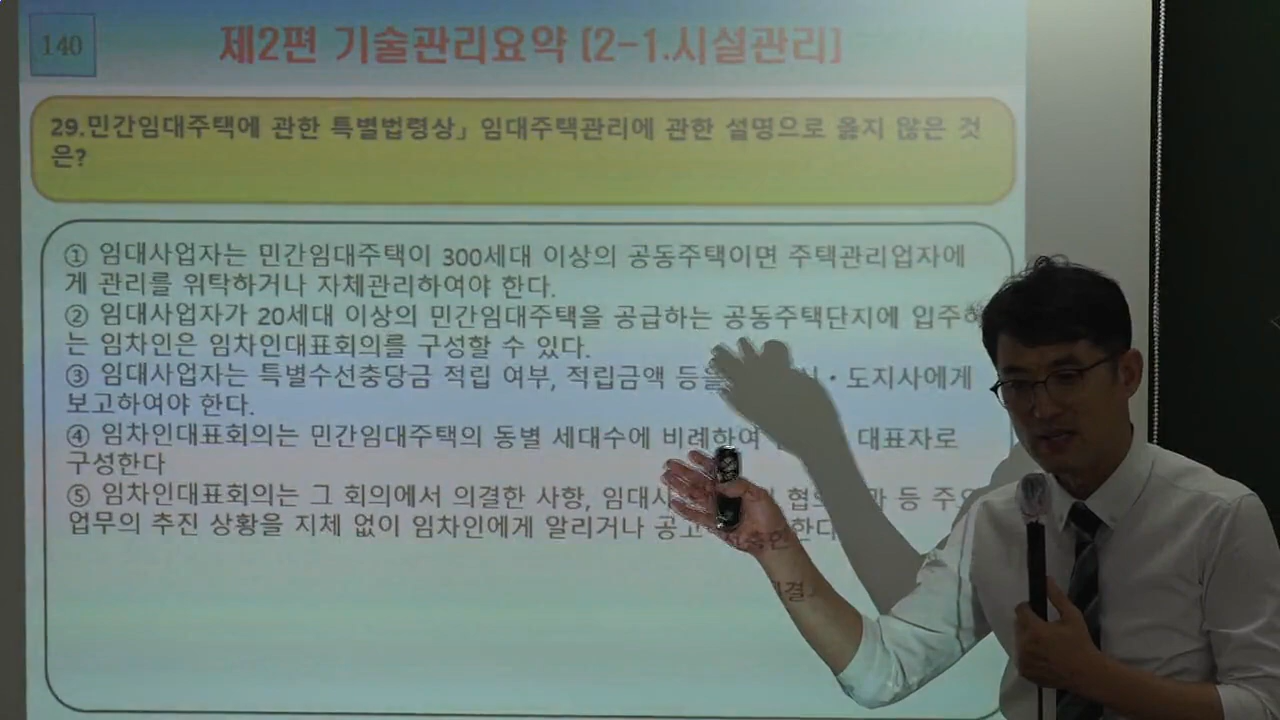 140
제2편 기술관리요약 [2-1.시설관리]
29.민간임대주택에 관한 특별법령상」 임대주택관리에 관한 설명으로 옳지 않은 것
은?
① 임대사업자는 민간임대주택이 300세대 이상의 공동주택이면 주택관리업자에
게 관리를 위탁하거나 자체관리하여야 한다.
② 임대사업자가 20세대 이상의 민간임대주택을 공급하는 공동주택단지에 입주하
는 임차인은 임차인대표회의를 구성할 수 있다.
③ 임대사업자는 특별수선충당금 적립 여부, 적립금액 등을 도지사에게
보고하여야 한다.
④ 임차인대표회의는 민간임대주택의 동별 세대수에 비례하여 대표자로
구성한다
⑤ 임차인대표회의는 그 회의에서 의결한 사항, 등
업무의 추진 상황을 지체 없이 임차인에게 알리거나